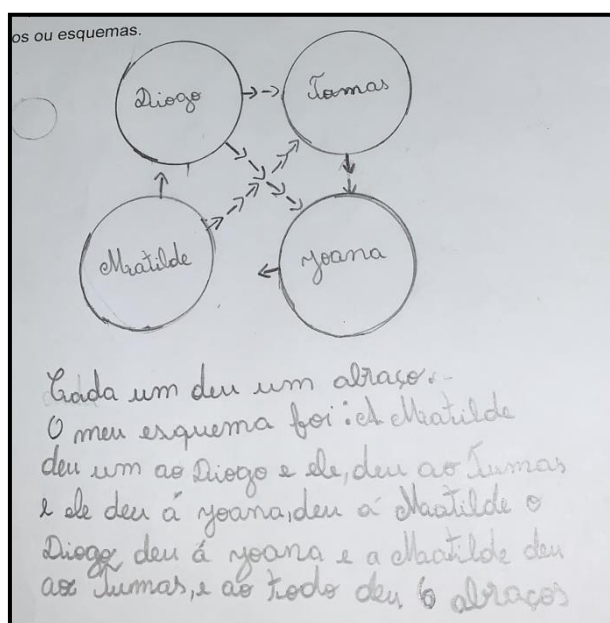 os ou esquemas.
Diogo
Tomas
Matilde
Joana
Cada um deu um abraço.
O meu esquema foi: A Matilde
deu um ao Diogo e ele, deu ao Tumas
e ele deu á Joana, deu á Matilde o
Diogo deu á Joana e a Matilde deu
ao Tumas, e ao todo deu 6 abraços